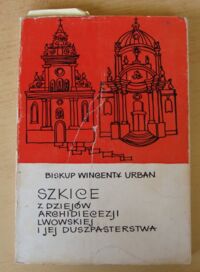 BISKUP WINCENTY URBAN
SZKICE
Z DZIEJÓW
ARCHIDIECEZJI
LWOWSKIEJ
I JEJ DUSZPASTERSTWA